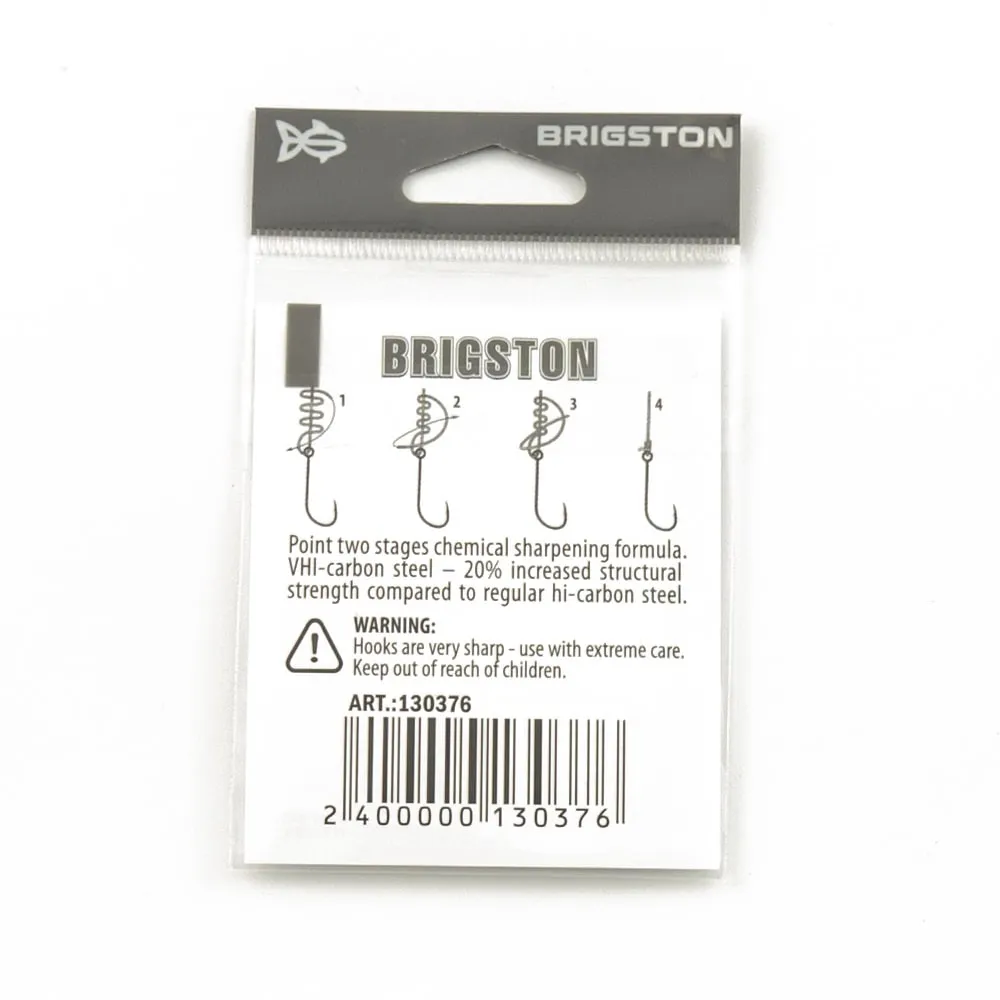 BRIGSTON
BRIGSTON
1 2 3 4
Point two stages chemical sharpening formula.
VHI-carbon steel – 20% increased structural
strength compared to regular hi-carbon steel.
WARNING:
Hooks are very sharp - use with extreme care.
Keep out of reach of children.
ART.:130376
2 400000 130376